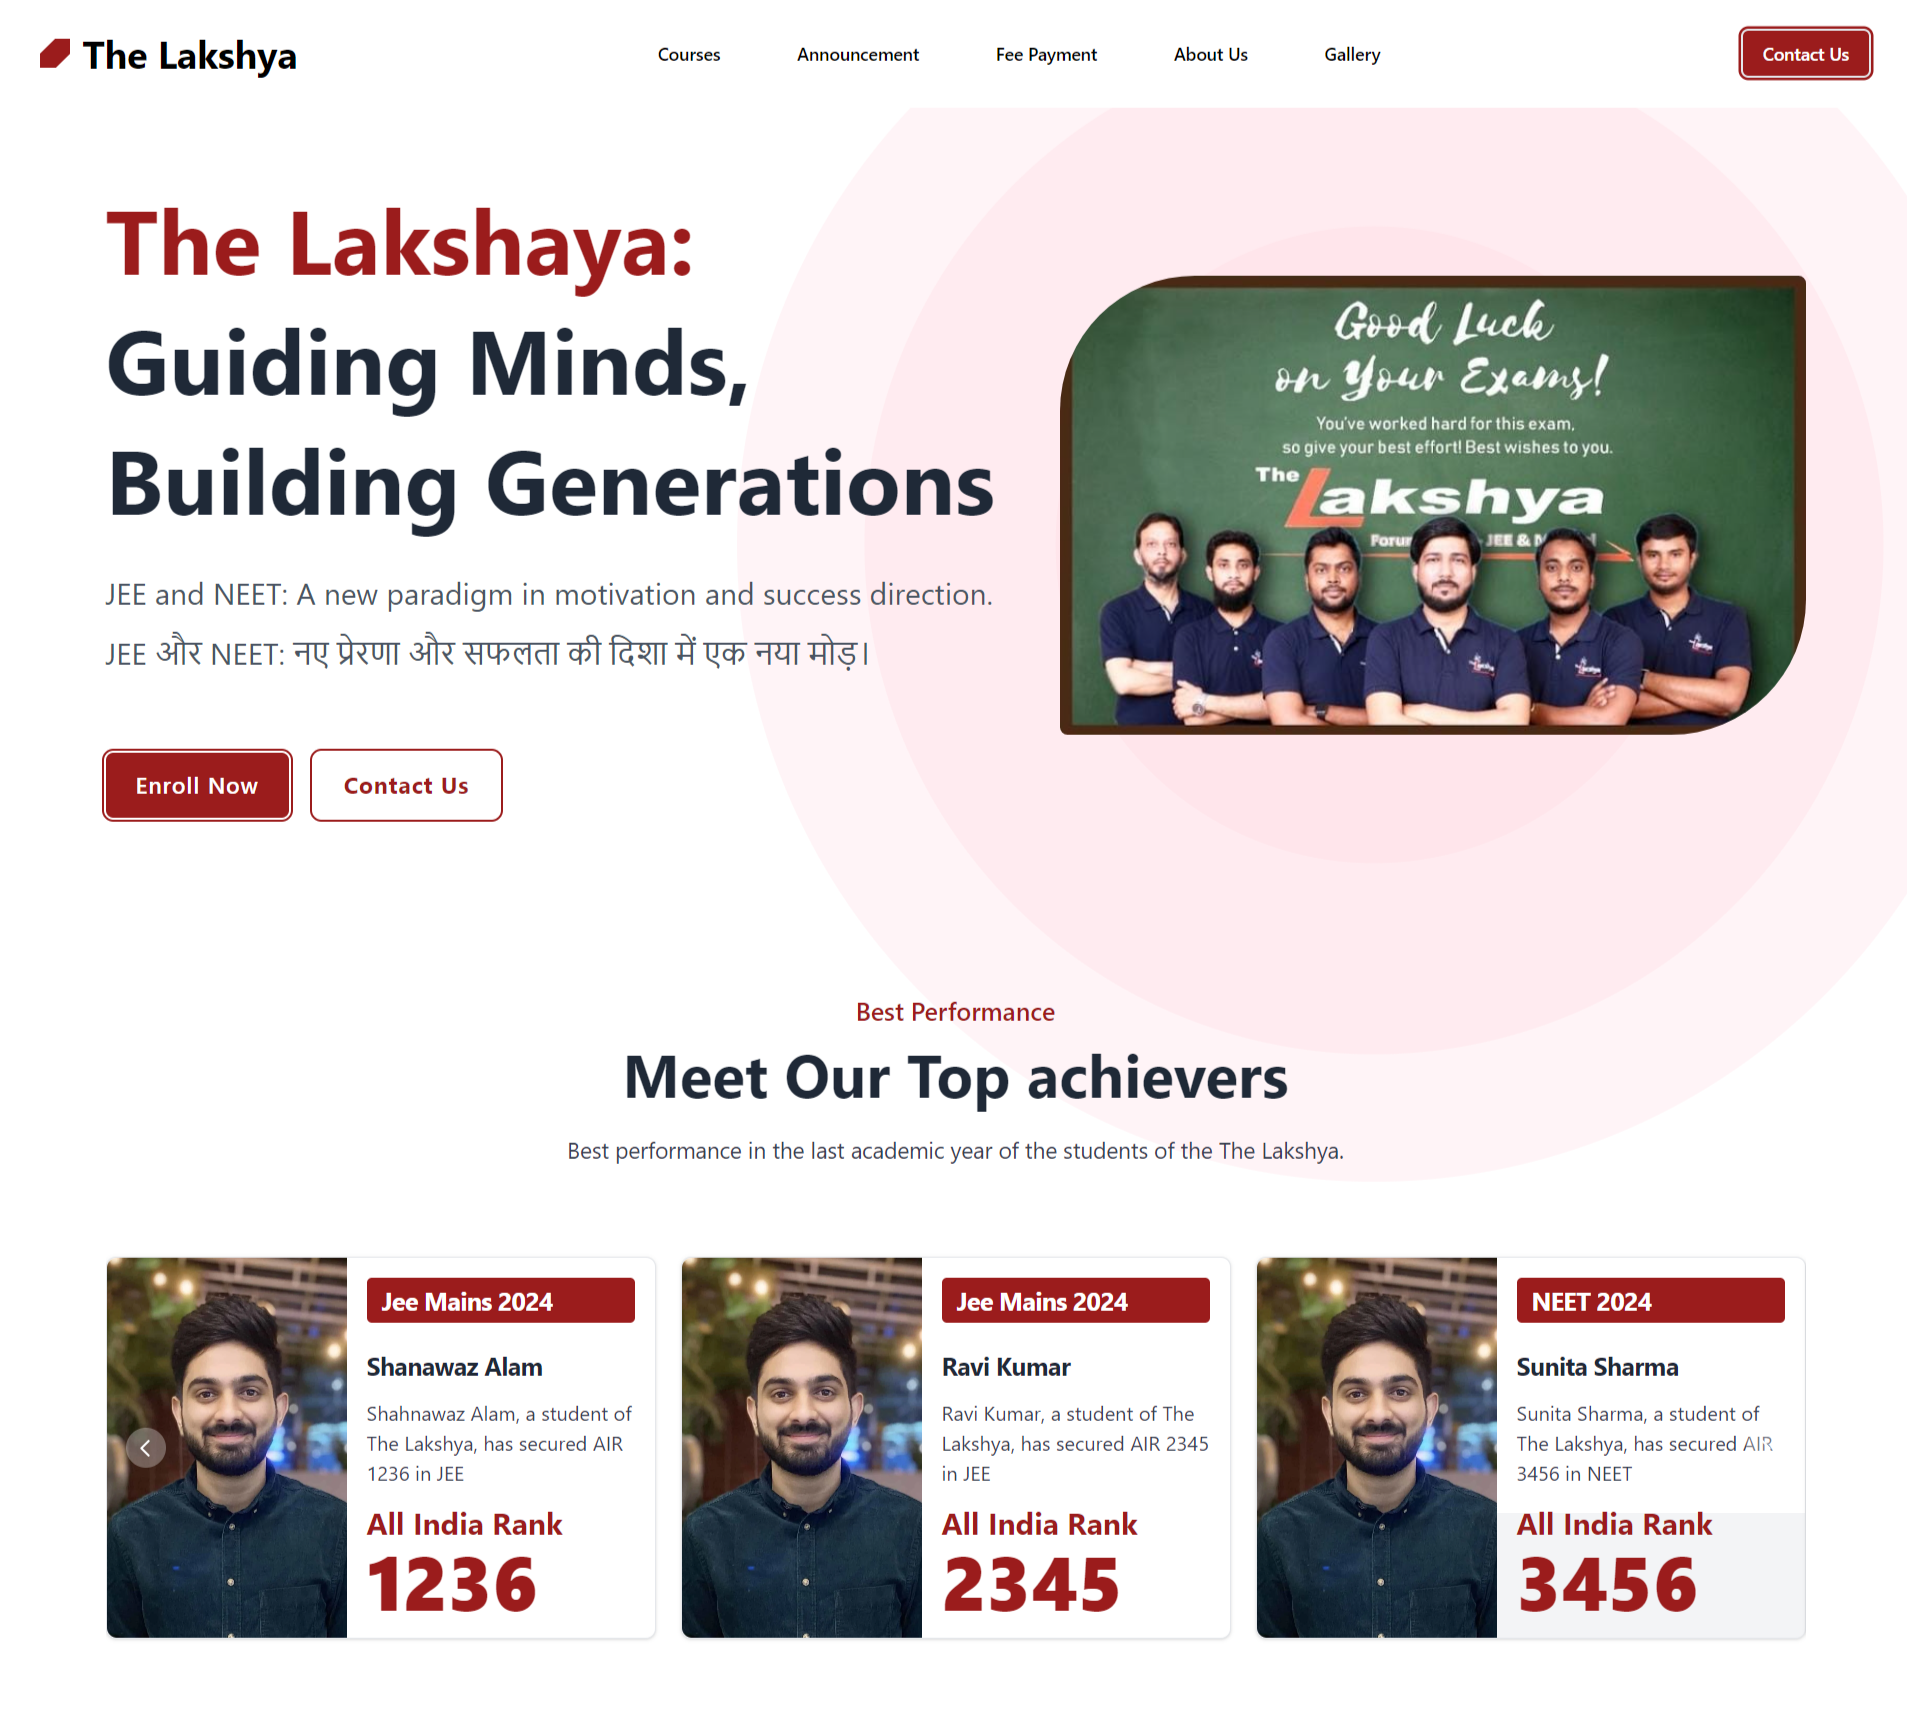 The Lakshya
Courses
Announcement
Fee Payment
About Us
Gallery
Contact Us
The Lakshaya:
Guiding Minds,
Building Generations
JEE and NEET: A new paradigm in motivation and success direction.
JEE और NEET: नए प्रेरणा और सफलता की दिशा में एक नया मोड़।
Enroll Now
Contact Us
Good Luck
on Your Exams!
You've worked hard for this exam,
so give your best effort! Best wishes to you.
The
Lakshya
JEE &
Best Performance
Meet Our Top achievers
Best performance in the last academic year of the students of the The Lakshya.
Jee Mains 2024
Shanawaz Alam
Shahnawaz Alam, a student of
The Lakshya, has secured AIR
1236 in JEE
All India Rank
1236
Jee Mains 2024
Ravi Kumar
Ravi Kumar, a student of The
Lakshya, has secured AIR 2345
in JEE
All India Rank
2345
NEET 2024
Sunita Sharma
Sunita Sharma, a student of
The Lakshya, has secured AIR
3456 in NEET
All India Rank
3456